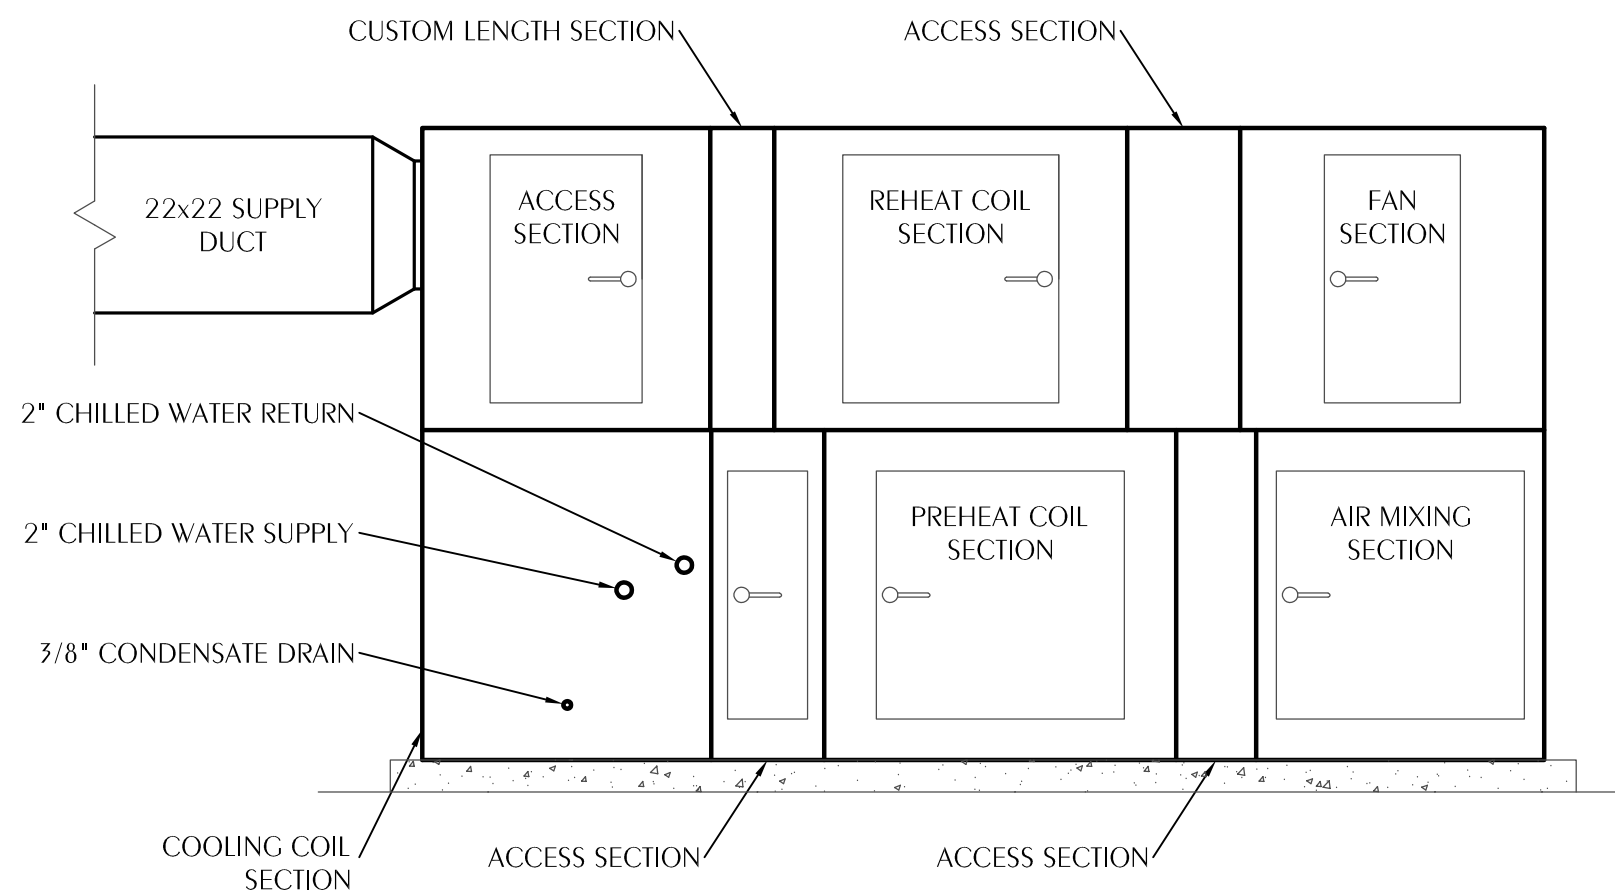 CUSTOM LENGTH SECTION
ACCESS SECTION
22x22 SUPPLY
DUCT
ACCESS
SECTION
REHEAT COIL
SECTION
FAN
SECTION
2" CHILLED WATER RETURN
2" CHILLED WATER SUPPLY
3/8" CONDENSATE DRAIN
PREHEAT COIL
SECTION
AIR MIXING
SECTION
COOLING COIL
SECTION
ACCESS SECTION
ACCESS SECTION